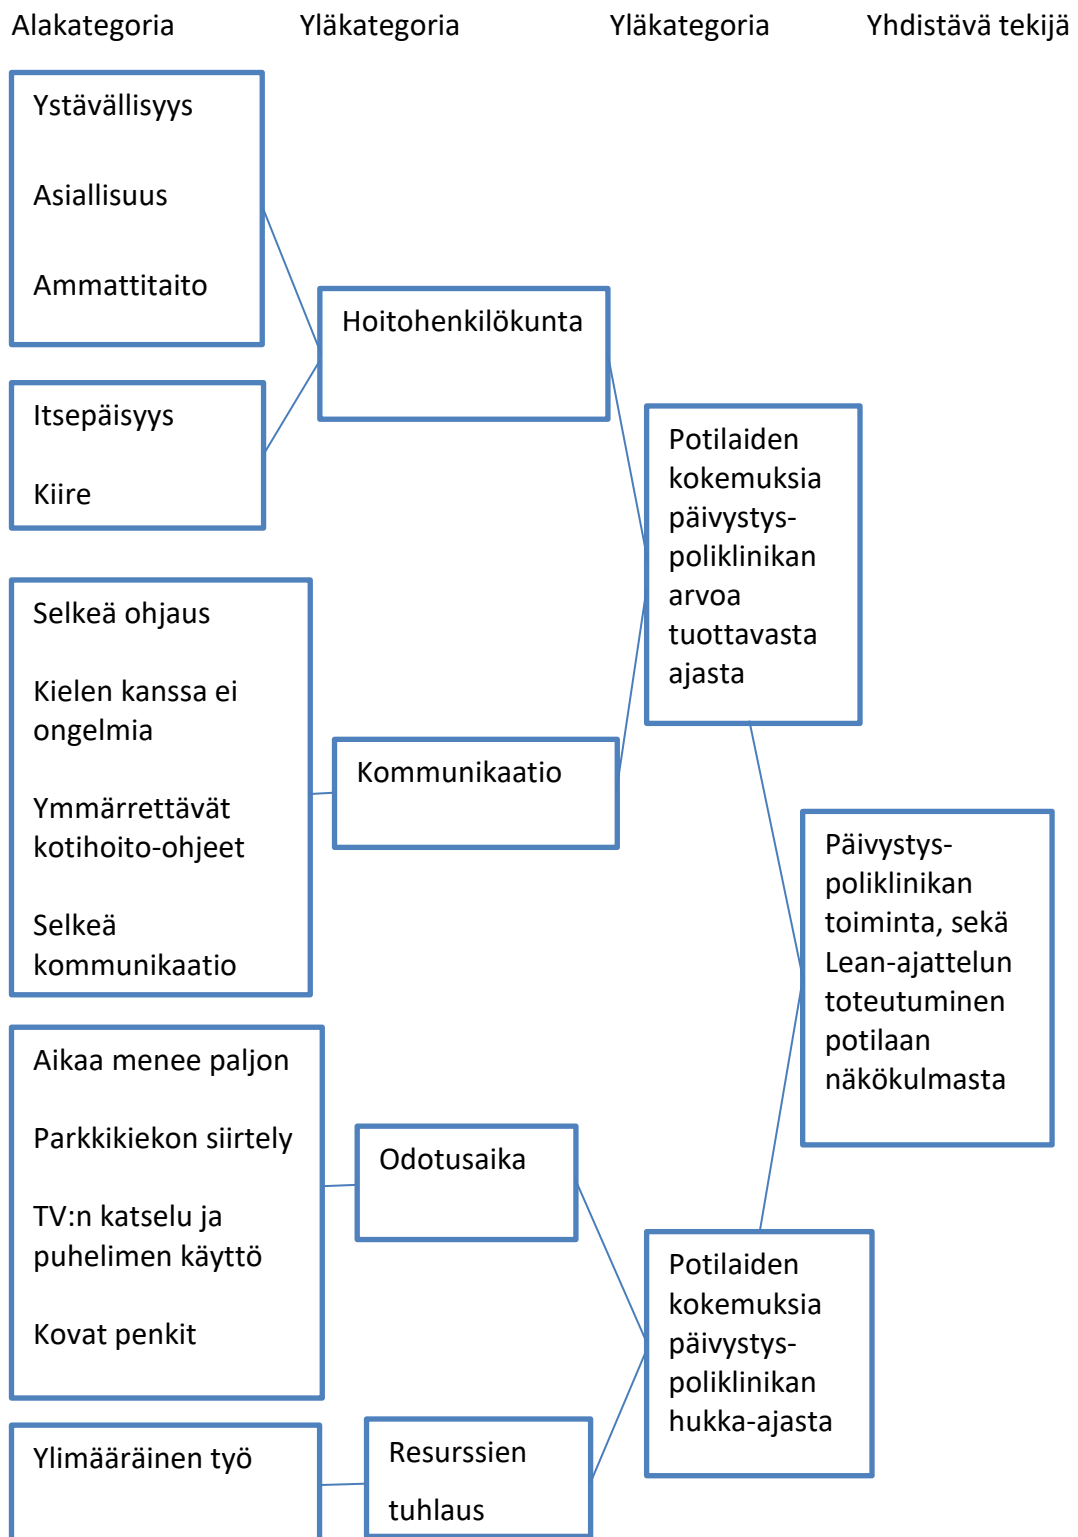 Alakategoria Yläkategoria Yläkategoria Yhdistävä tekijä
Ystävällisyys
Asiallisuus
Ammattitaito
Itsepäisyys
Kiire
Hoitohenkilökunta
Selkeä ohjaus
Kielen kanssa ei
ongelmia
Ymmärrettävät
kotihoito-ohjeet
Selkeä
kommunikaatio
Kommunikaatio
Potilaiden
kokemuksia
päivystys-
poliklinikan
arvoa
tuottavasta
ajasta
Aikaa menee paljon
Parkkikiekon siirtely
TV:n katselu ja
puhelimen käyttö
Kovat penkit
Odotusaika
Ylimääräinen työ
Resurssien
tuhlaus
Potilaiden
kokemuksia
päivystys-
poliklinikan
hukka-ajasta
Päivystys-
poliklinikan
toiminta, sekä
Lean-ajattelun
toteutuminen
potilaan
näkökulmasta